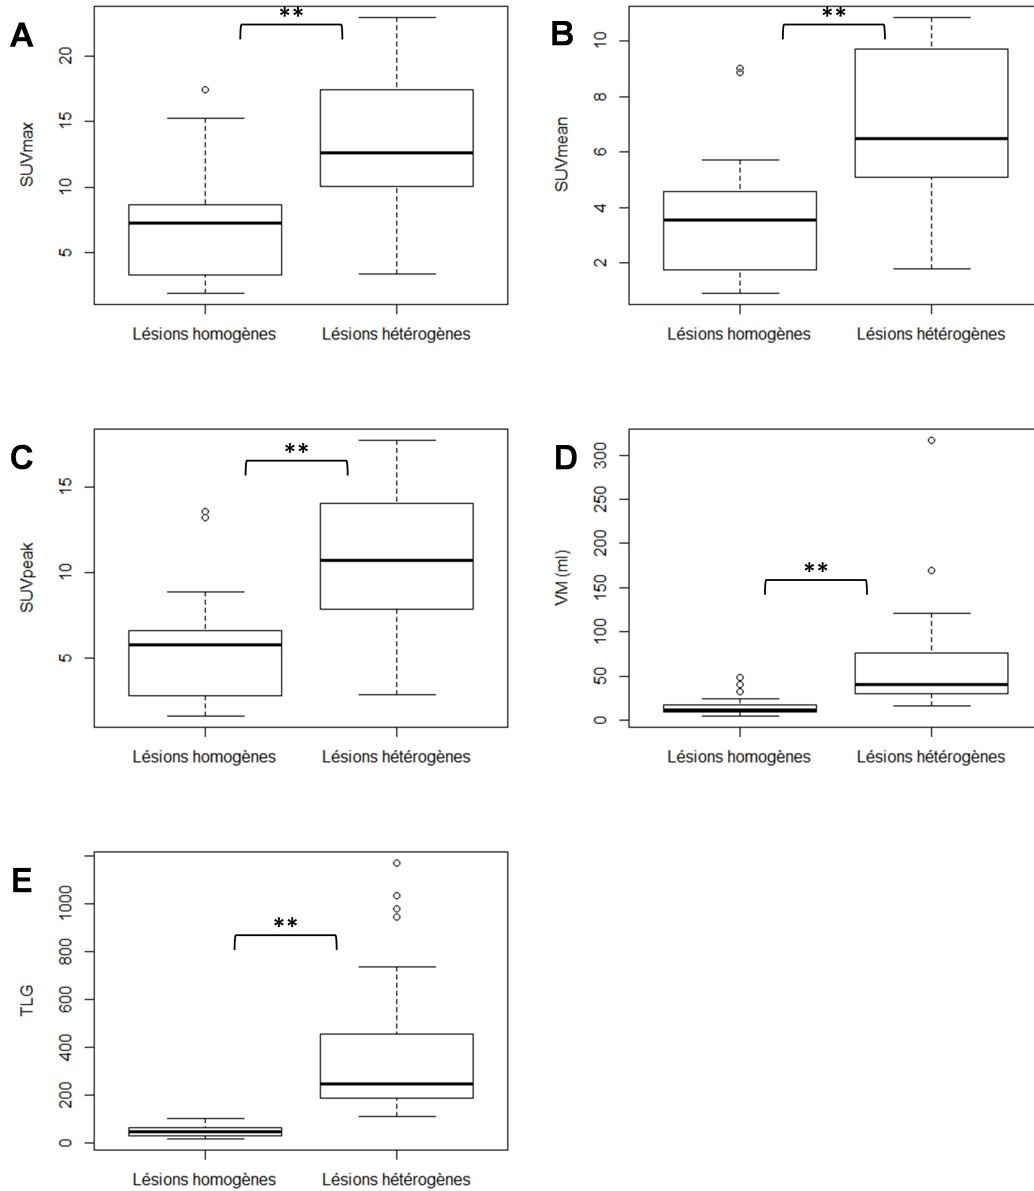 A
**
SUVmax
20
15
10
5
Lésions homogènes
Lésions hétérogènes
B
**
SUVmean
10
8
6
4
2
Lésions homogènes
Lésions hétérogènes
C
**
SUVpeak
15
10
5
Lésions homogènes
Lésions hétérogènes
D
**
VM (ml)
300
250
200
150
100
50
0
Lésions homogènes
Lésions hétérogènes
E
**
TLG
1000
800
600
400
200
0
Lésions homogènes
Lésions hétérogènes